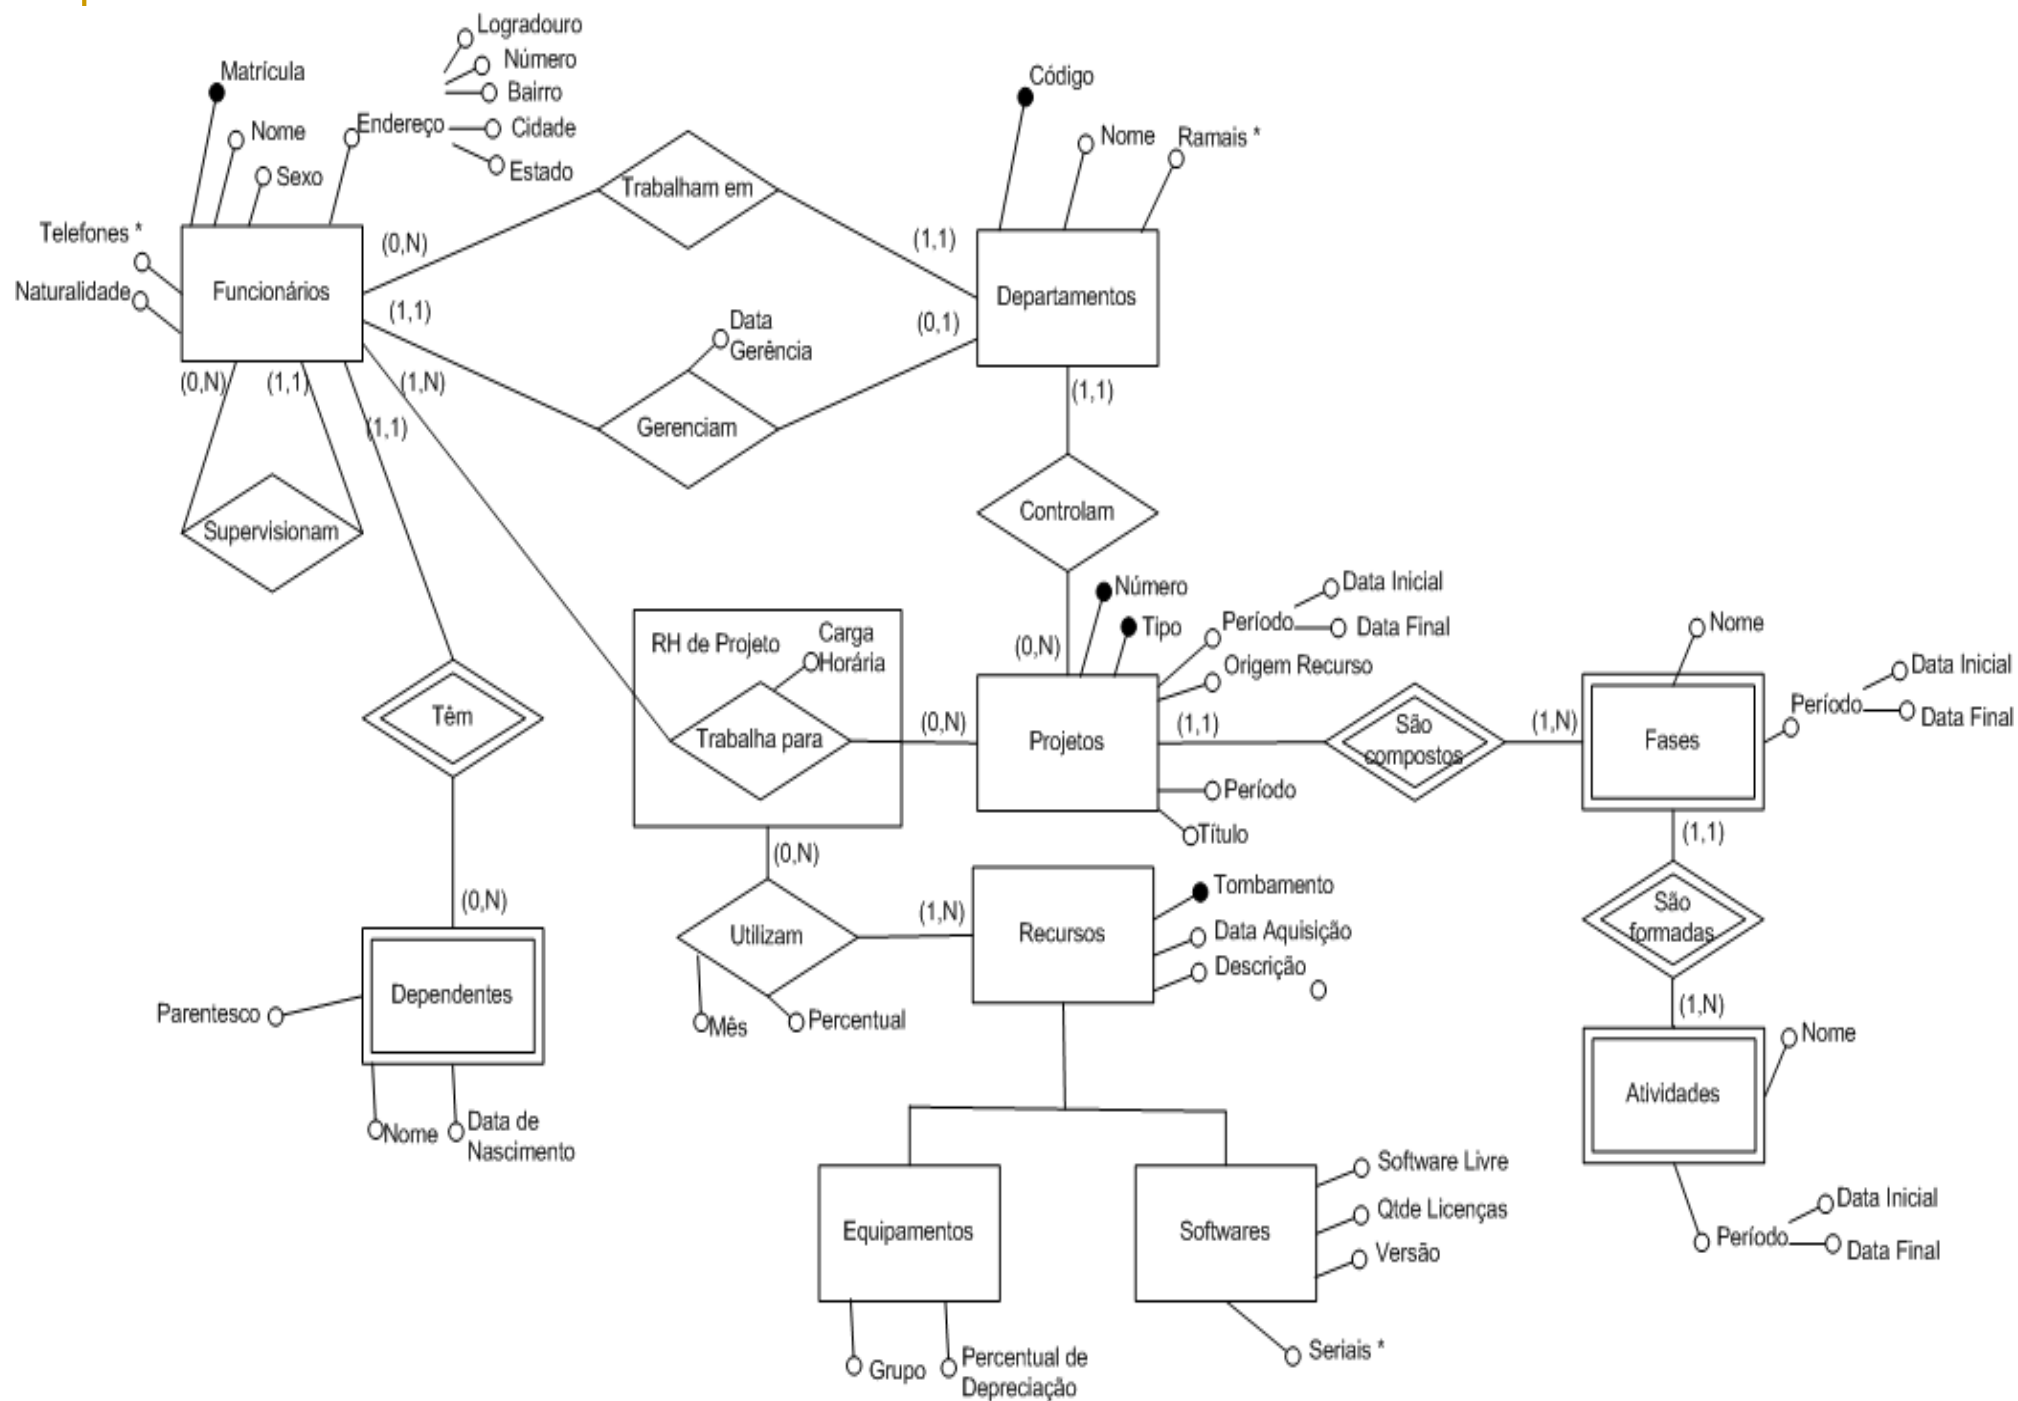 Logradouro
Número
Bairro
Cidade
Estado
Matrícula
Nome
Sexo
Endereço
Telefones *
Naturalidade
Funcionários
(0,N)
(1,1)
Trabalham em
(1,1)
(0,1)
Código
Nome
Ramais *
Departamentos
Data
Gerência
Gerenciam
(0,N)
(1,1)
(1,N)
(1,1)
(1,1)
Supervisionam
Controlam
(0,N)
Número
Tipo
Período
Data Inicial
Data Final
Origem Recurso
RH de Projeto
Carga
Horária
Trabalha para
(0,N)
Projetos
(1,1)
Período
Título
São
compostos
(1,N)
Nome
Fases
Período
Data Inicial
Data Final
(1,1)
São
formadas
(1,N)
Atividades
Nome
Período
Data Inicial
Data Final
Têm
(0,N)
Dependentes
Parentesco
Nome
Data de
Nascimento
(0,N)
Utilizam
(1,N)
Mês
Percentual
Recursos
Tombamento
Data Aquisição
Descrição
Equipamentos
Grupo
Percentual de
Depreciação
Softwares
Software Livre
Qtde Licenças
Versão
Seriais *